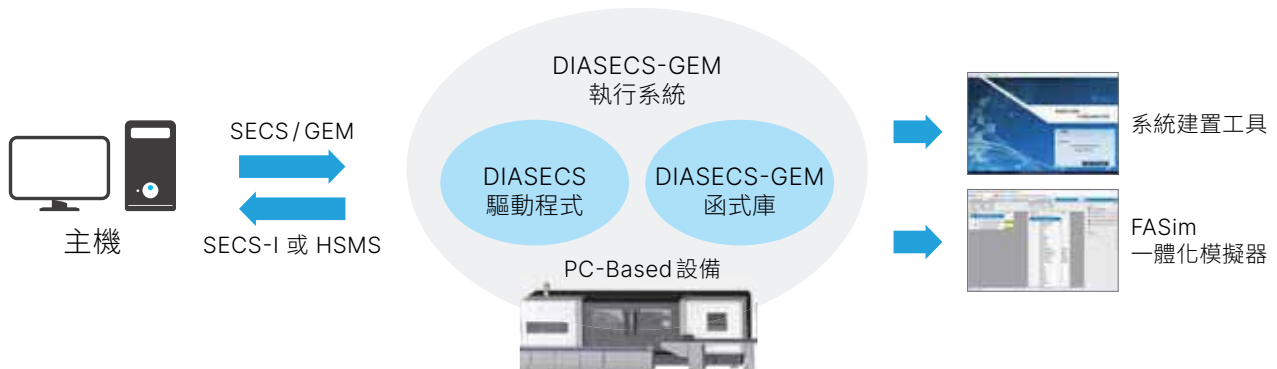 DIASECS-GEM
執行系統
SECS/GEM
DIASECS
驅動程式
DIASECS-GEM
函式庫
主機
SECS-I 或 HSMS
PC-Based 設備
系統建置工具
FASim
一體化模擬器